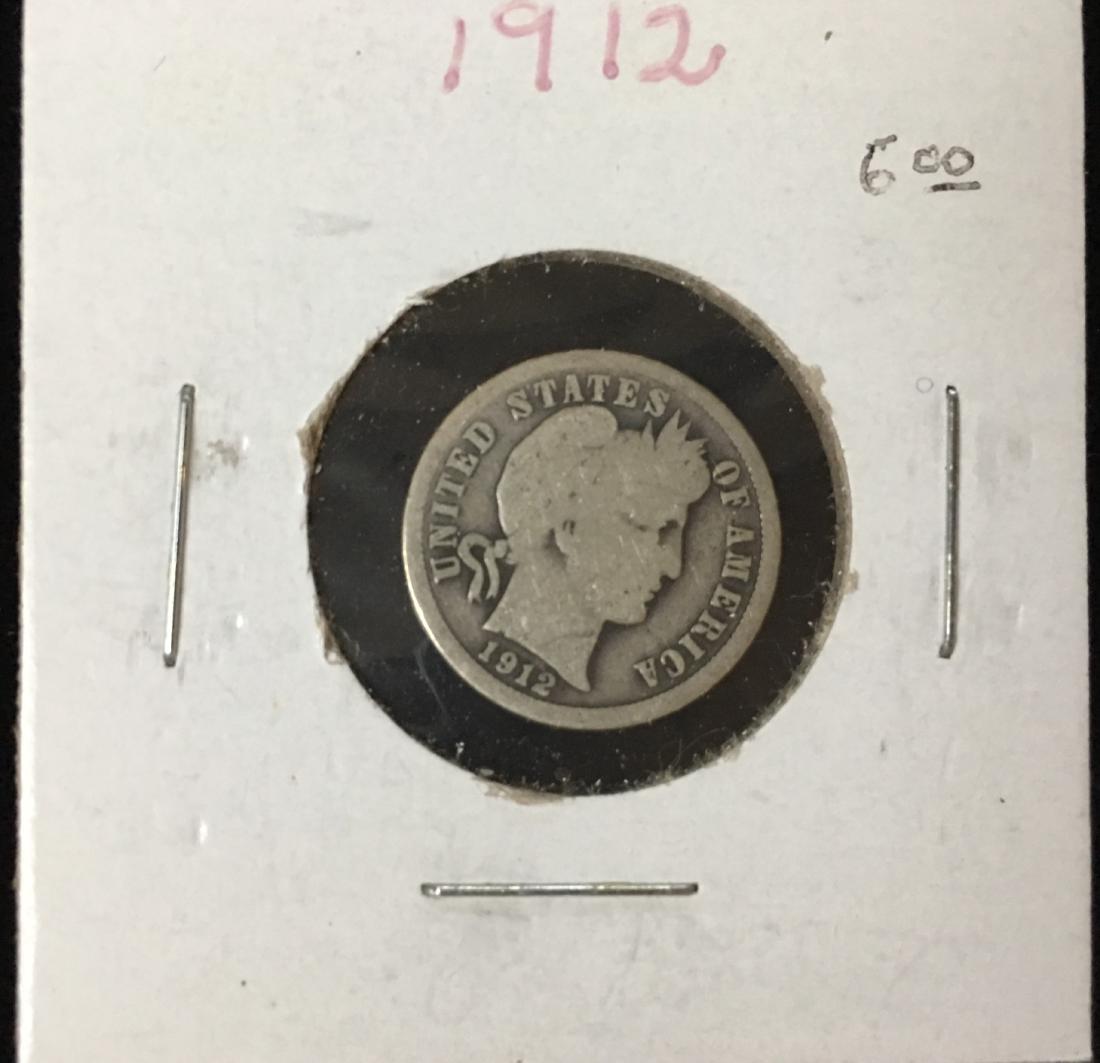 1912
6 00
UNITED STATES OF AMERICA
1912